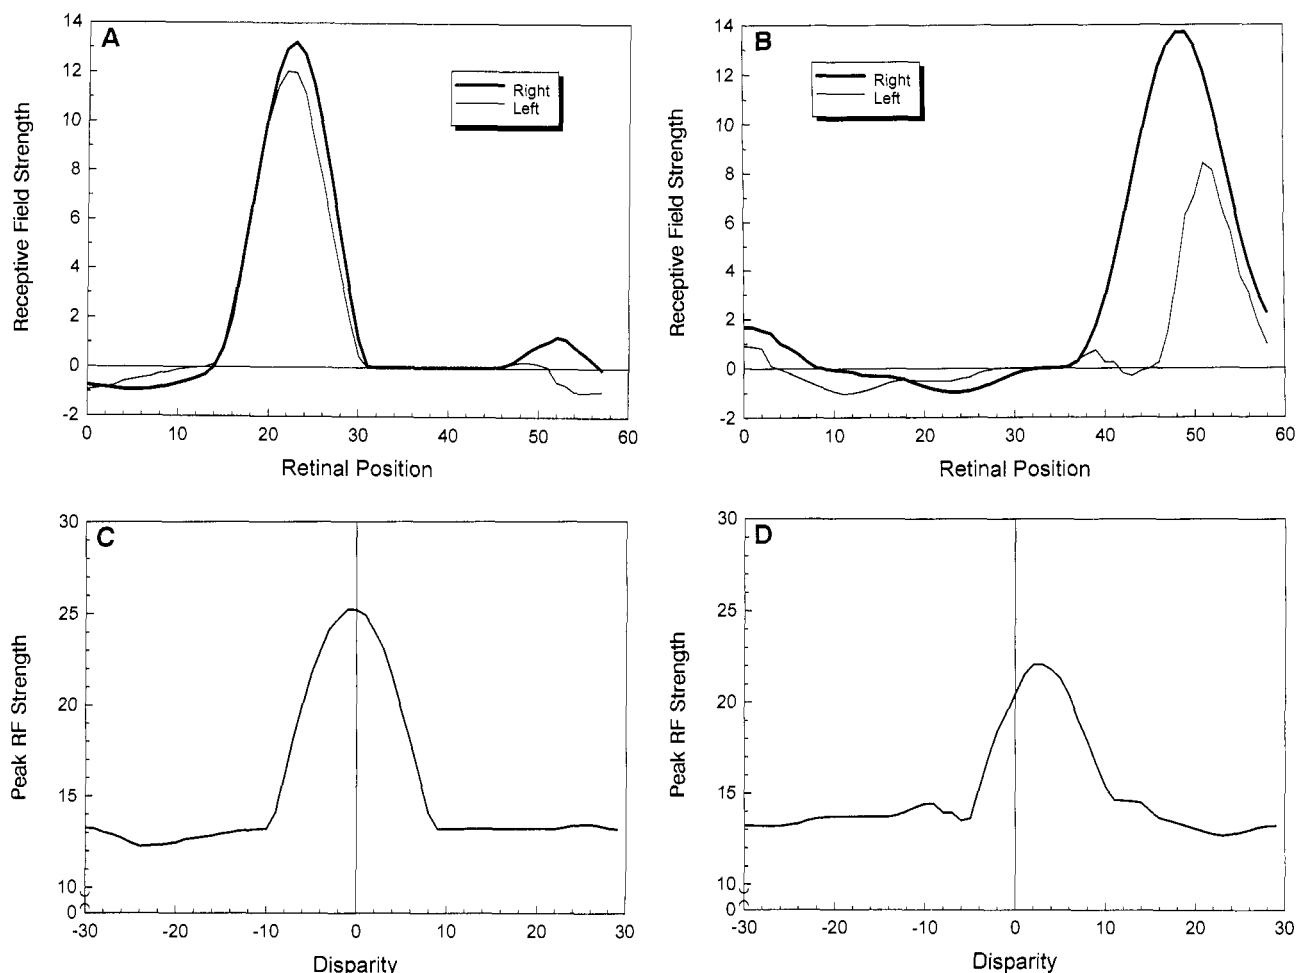 A
14
12
10
8
6
4
2
0
-2
Receptive Field Strength
Right
Left
0 10 20 30 40 50 60
Retinal Position
B
14
12
10
8
6
4
2
0
-2
Receptive Field Strength
Right
Left
0 10 20 30 40 50 60
Retinal Position
C
30
25
20
15
10
0
Peak RF Strength
-30 -20 -10 0 10 20 30
Disparity
D
30
25
20
15
10
0
Peak RF Strength
-30 -20 -10 0 10 20 30
Disparity